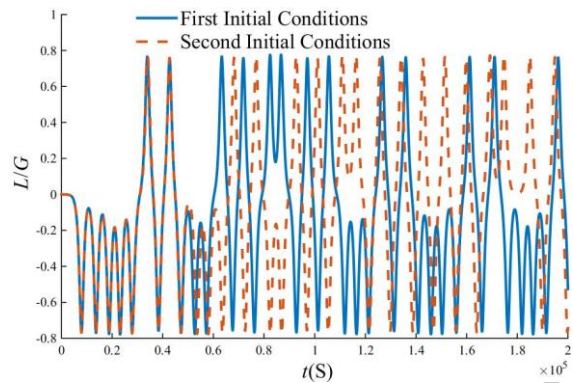 First Initial Conditions
Second Initial Conditions
1
0.8
0.6
0.4
0.2
0
-0.2
-0.4
-0.6
-0.8
L/G
0 0.2 0.4 0.6 0.8 1 1.2 1.4 1.6 1.8 2
t(S)
×10⁵